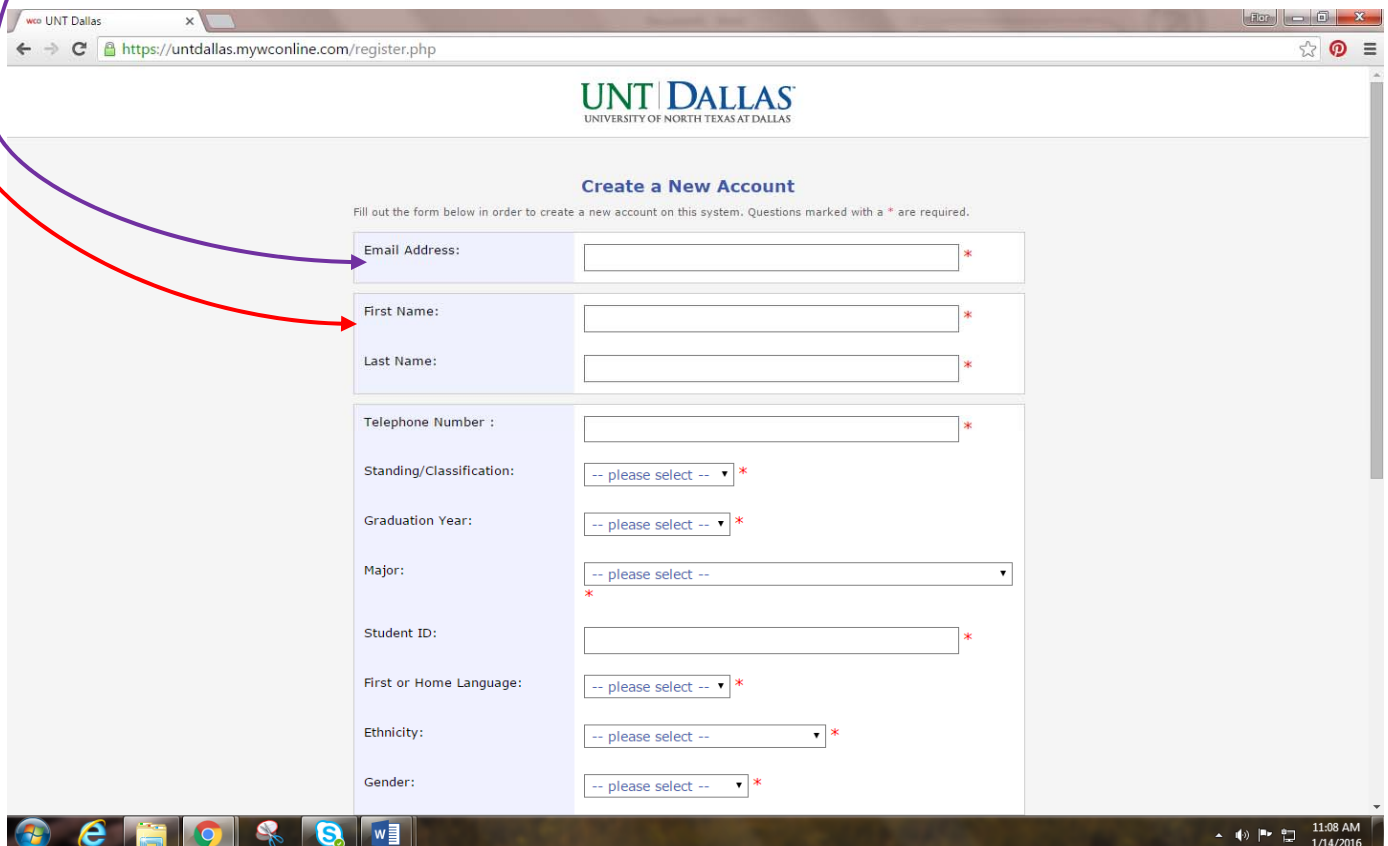 wco UNT Dallas
Flor
https://untdallas.mywconline.com/register.php
UNT DALLAS
UNIVERSITY OF NORTH TEXAS AT DALLAS
Create a New Account
Fill out the form below in order to create a new account on this system. Questions marked with a * are required.
Email Address: *
First Name: *
Last Name: *
Telephone Number : *
Standing/Classification: -- please select -- *
Graduation Year: -- please select -- *
Major: -- please select --
*
Student ID: *
First or Home Language: -- please select -- *
Ethnicity: -- please select -- *
Gender: -- please select -- *
11:08 AM
1/14/2016